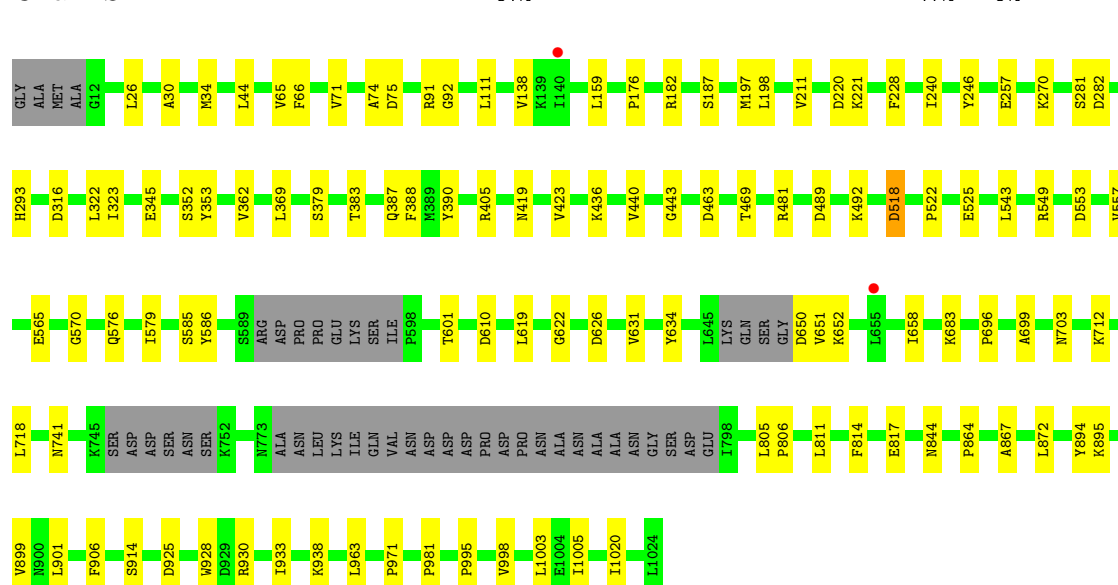 GLY ALA MET ALA G12 L26 A30 M34 L44 V65 F66 V71 A74 D75 R91 G92 L111 V138 K139 I140 L159 P176 R182 S187 M197 L198 V211 D220 K221 F228 I240 Y246 E257 K270 S281 D282
H293 D316 L322 I323 E345 S352 Y353 V362 L369 S379 T383 Q387 F388 M389 Y390 R405 N419 V423 K436 V440 G443 D463 T469 R481 D489 K492 D518 P522 E525 L543 R549 D553 V557
E565 G570 Q576 I579 S585 Y586 S589 ARG ASP PRO PRO GLU LYS SER ILE P598 T601 D610 L619 G622 D626 V631 Y634 L645 LYS GLN SER GLY D650 V651 K652 L655 I658 K683 P696 A699 N703 K712
L718 N741 K745 SER ASP ASP SER ASN SER K752 N773 ALA ASN LEU LYS ILE GLN VAL ASN ASP ASP ASP PRO ASP PRO ASN ALA ASN ALA ALA ASN GLY SER ASP GLU I798 L805 P806 L811 F814 E817 N844 P864 A867 L872 Y894 K895
V899 N900 L901 F906 S914 D925 W928 D929 R930 I933 K938 L963 P971 P981 P995 V998 L1003 E1004 I1005 I1020 L1024